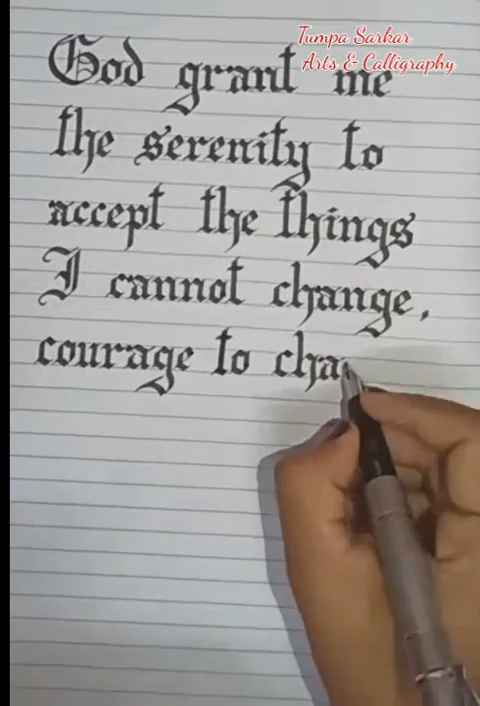 Tumpa Sarkar
Arts & Calligraphy
God grant me
the serenity to
accept the things
I cannot change,
courage to cha